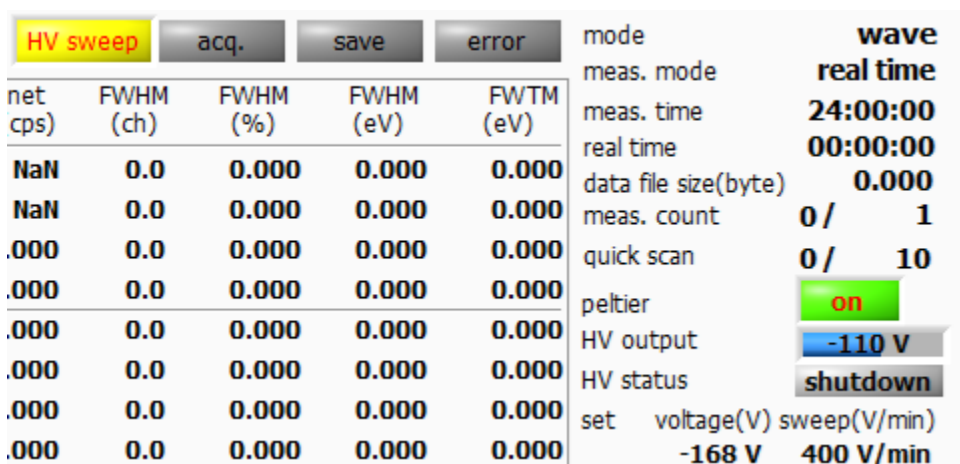 HV sweep acq. save error
net FWHM FWHM FWHM FWTM
(cps) (ch) (%) (eV) (eV)
NaN 0.0 0.000 0.000 0.000
NaN 0.0 0.000 0.000 0.000
.000 0.0 0.000 0.000 0.000
.000 0.0 0.000 0.000 0.000
.000 0.0 0.000 0.000 0.000
.000 0.0 0.000 0.000 0.000
.000 0.0 0.000 0.000 0.000
.000 0.0 0.000 0.000 0.000
mode wave
meas. mode real time
meas. time 24:00:00
real time 00:00:00
data file size(byte) 0.000
meas. count 0 / 1
quick scan 0 / 10
peltier on
HV output -110 V
HV status shutdown
set voltage(V) sweep(V/min)
-168 V 400 V/min